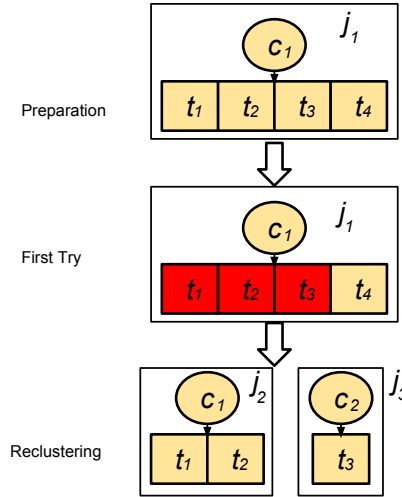 j1
c1
Preparation
t1 t2 t3 t4
j1
c1
First Try
t1 t2 t3 t4
j2 j3
c1 c2
Reclustering
t1 t2 t3